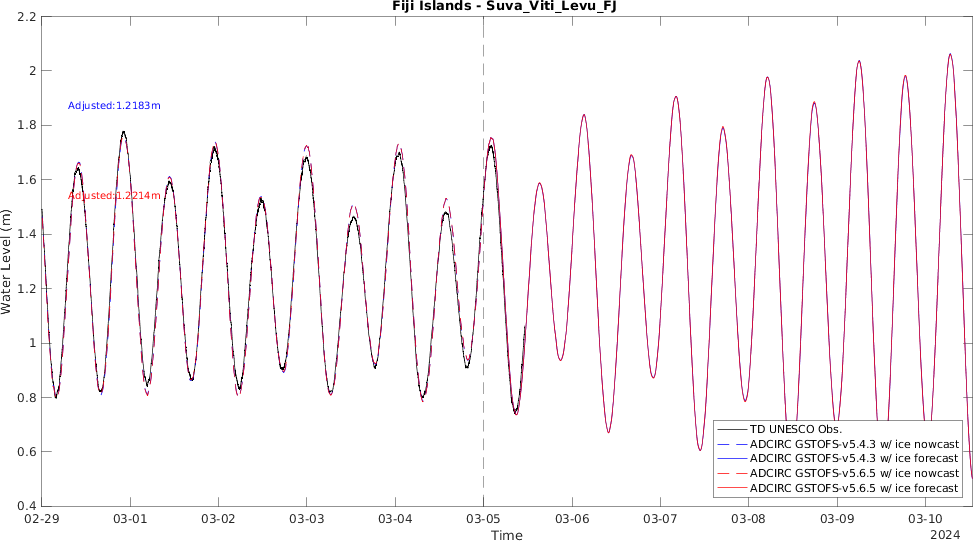 Fiji Islands - Suva_Viti_Levu_FJ
2.2
2
1.8
1.6
1.4
1.2
1
0.8
0.6
0.4
Water Level (m)
Adjusted:1.2183m
Adjusted:1.2214m
TD UNESCO Obs.
ADCIRC GSTOFS-v5.4.3 w/ ice nowcast
ADCIRC GSTOFS-v5.4.3 w/ ice forecast
ADCIRC GSTOFS-v5.6.5 w/ ice nowcast
ADCIRC GSTOFS-v5.6.5 w/ ice forecast
02-29 03-01 03-02 03-03 03-04 03-05 03-06 03-07 03-08 03-09 03-10
Time 2024